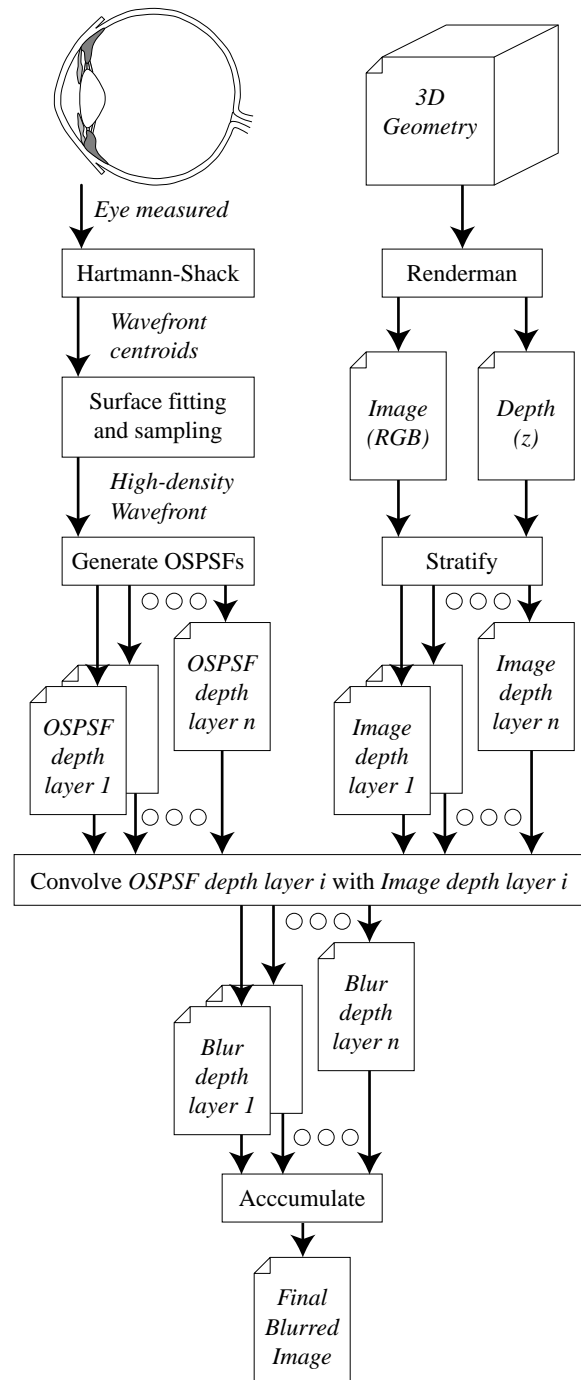 3D
Geometry
Eye measured
Hartmann-Shack
Renderman
Wavefront
centroids
Surface fitting
and sampling
Image
(RGB)
Depth
(z)
High-density
Wavefront
Generate OSPSFs
Stratify
OSPSF
depth
layer n
Image
depth
layer n
OSPSF
depth
layer 1
Image
depth
layer 1
Convolve OSPSF depth layer i with Image depth layer i
Blur
depth
layer n
Blur
depth
layer 1
Acccumulate
Final
Blurred
Image